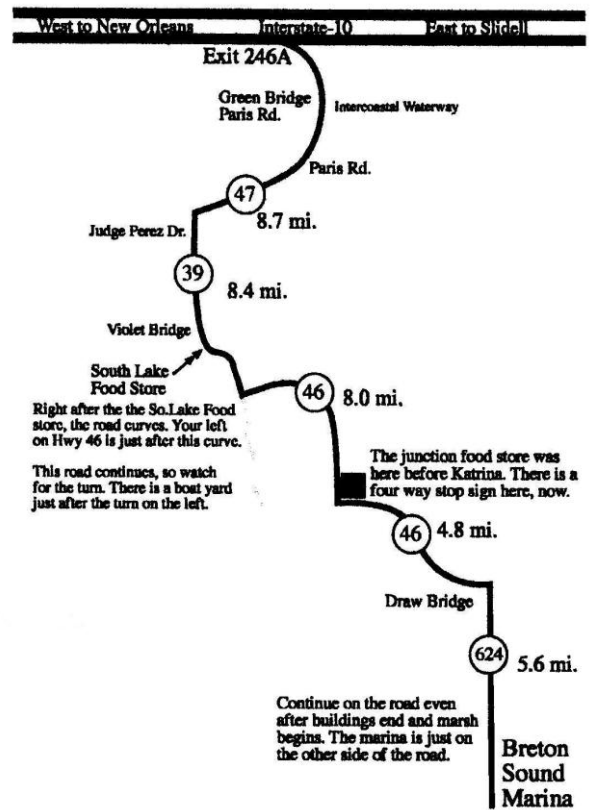 West to New Orleans Interstate-10 East to Slidell
Exit 246A
Green Bridge
Paris Rd.
Intercoastal Waterway
Paris Rd.
47
8.7 mi.
Judge Perez Dr.
39
8.4 mi.
Violet Bridge
South Lake
Food Store
46
8.0 mi.
Right after the the So.Lake Food
store, the road curves. Your left
on Hwy 46 is just after this curve.
This road continues, so watch
for the turn. There is a boat yard
just after the turn on the left.
The junction food store was
here before Katrina. There is a
four way stop sign here, now.
46
4.8 mi.
Draw Bridge
624
5.6 mi.
Continue on the road even
after buildings end and marsh
begins. The marina is just on
the other side of the road.
Breton
Sound
Marina